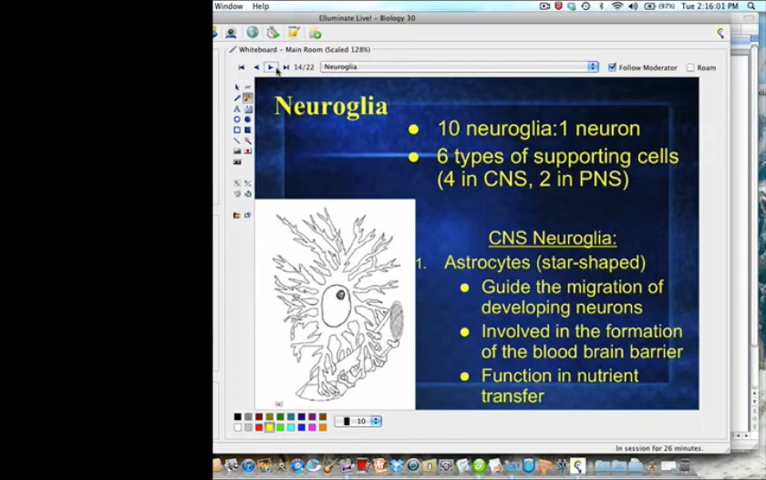 Window Help
(97%) Tue 2:16:01 PM
Elluminate Live! - Biology 30
Whiteboard - Main Room (Scaled 128%)
14/22 Neuroglia Follow Moderator Roam
Neuroglia
10 neuroglia:1 neuron
6 types of supporting cells
(4 in CNS, 2 in PNS)
CNS Neuroglia:
1. Astrocytes (star-shaped)
Guide the migration of
developing neurons
Involved in the formation
of the blood brain barrier
Function in nutrient
transfer
(a)
10
In session for 26 minutes.